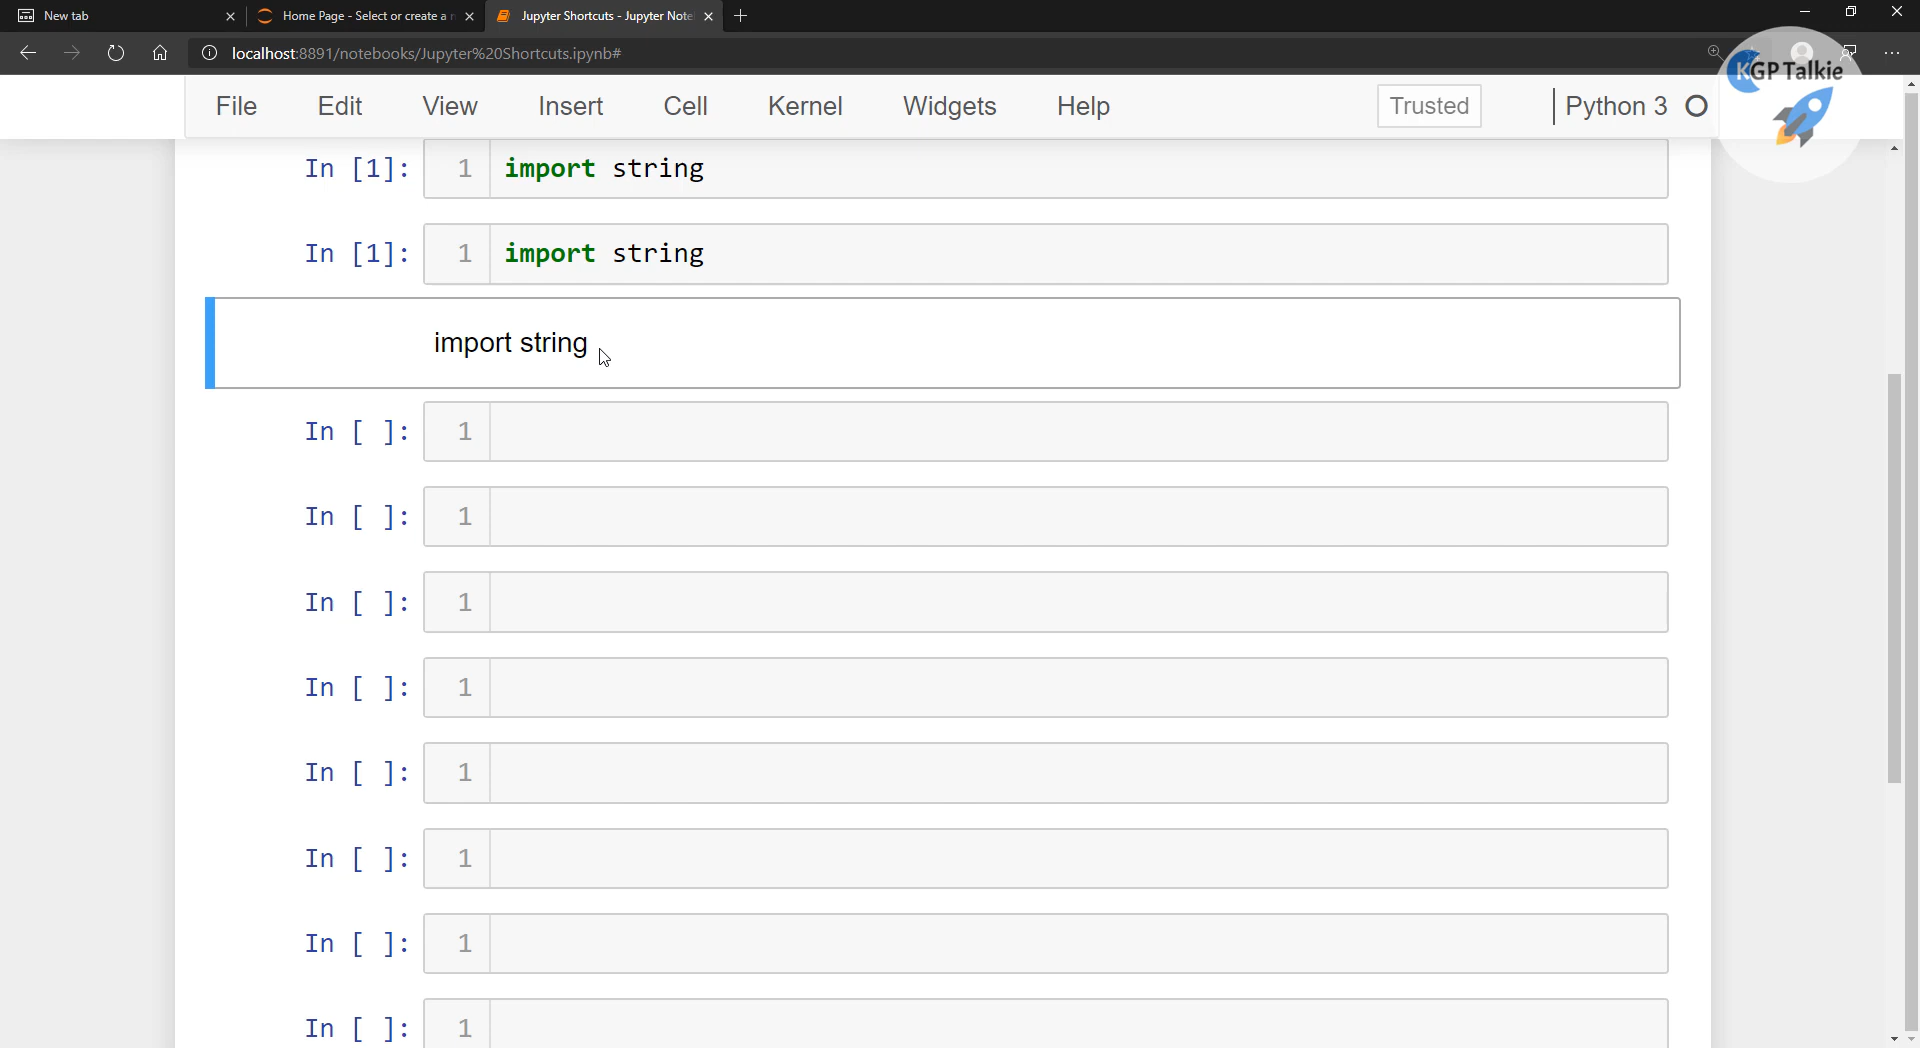 New tab
Home Page - Select or create a
Jupyter Shortcuts - Jupyter Note
localhost:8891/notebooks/Jupyter%20Shortcuts.ipynb#
KGPTalkie
File Edit View Insert Cell Kernel Widgets Help Trusted Python 3
In [1]: 1 import string
In [1]: 1 import string
import string
In [ ]: 1
In [ ]: 1
In [ ]: 1
In [ ]: 1
In [ ]: 1
In [ ]: 1
In [ ]: 1
In [ ]: 1